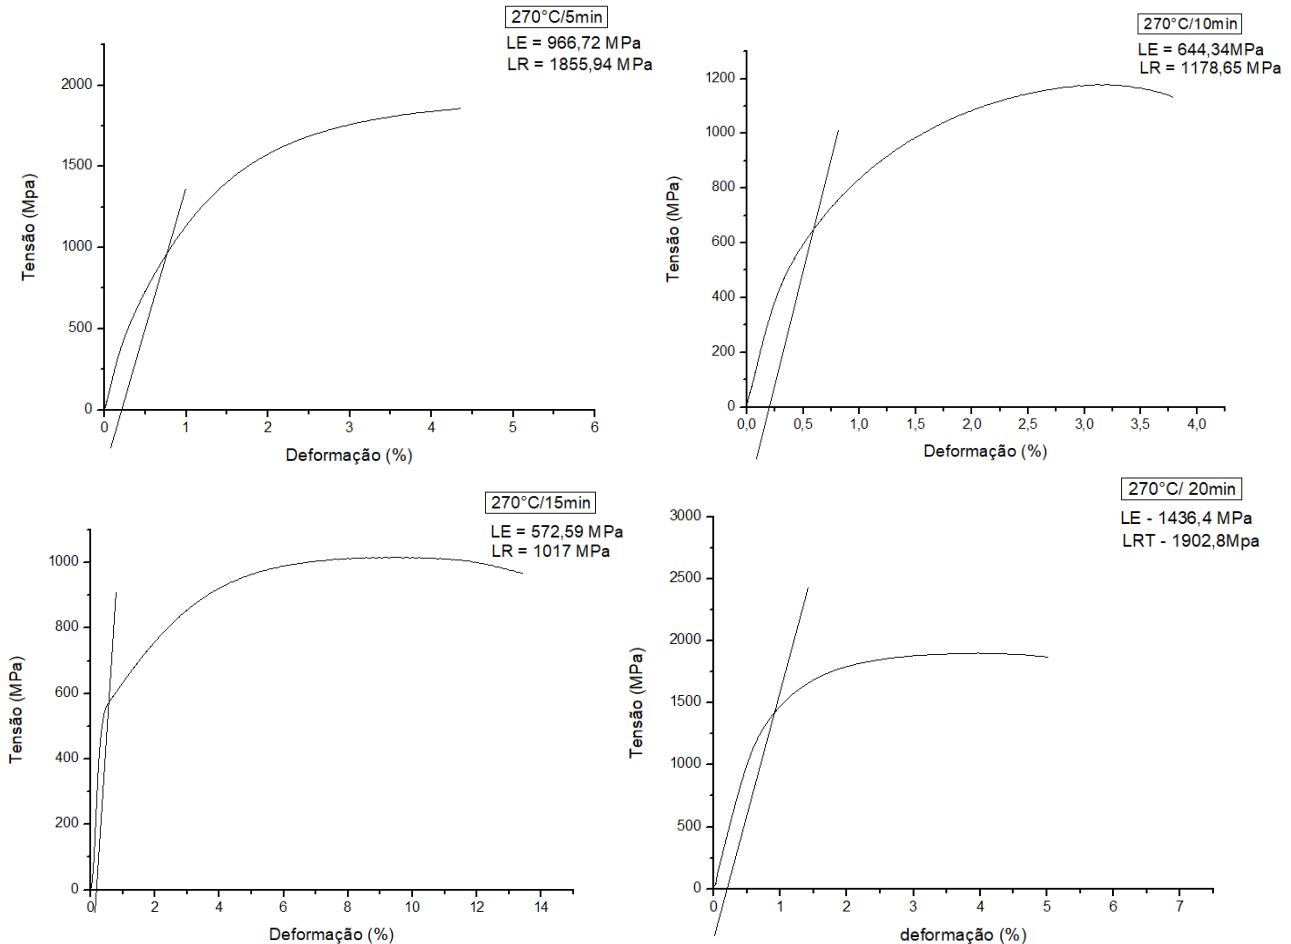 270°C/5min
LE = 966,72 MPa
LR = 1855,94 MPa
2000
1500
1000
500
0
Tensão (Mpa)
0 1 2 3 4 5 6
Deformação (%)
270°C/10min
LE = 644,34MPa
LR = 1178,65 MPa
1200
1000
800
600
400
200
0
Tensão (MPa)
0,0 0,5 1,0 1,5 2,0 2,5 3,0 3,5 4,0
Deformação (%)
270°C/15min
LE = 572,59 MPa
LR = 1017 MPa
1000
800
600
400
200
0
Tensão (MPa)
0 2 4 6 8 10 12 14
Deformação (%)
270°C/ 20min
LE - 1436,4 MPa
LRT - 1902,8Mpa
3000
2500
2000
1500
1000
500
0
Tensão (MPa)
0 1 2 3 4 5 6 7
deformação (%)